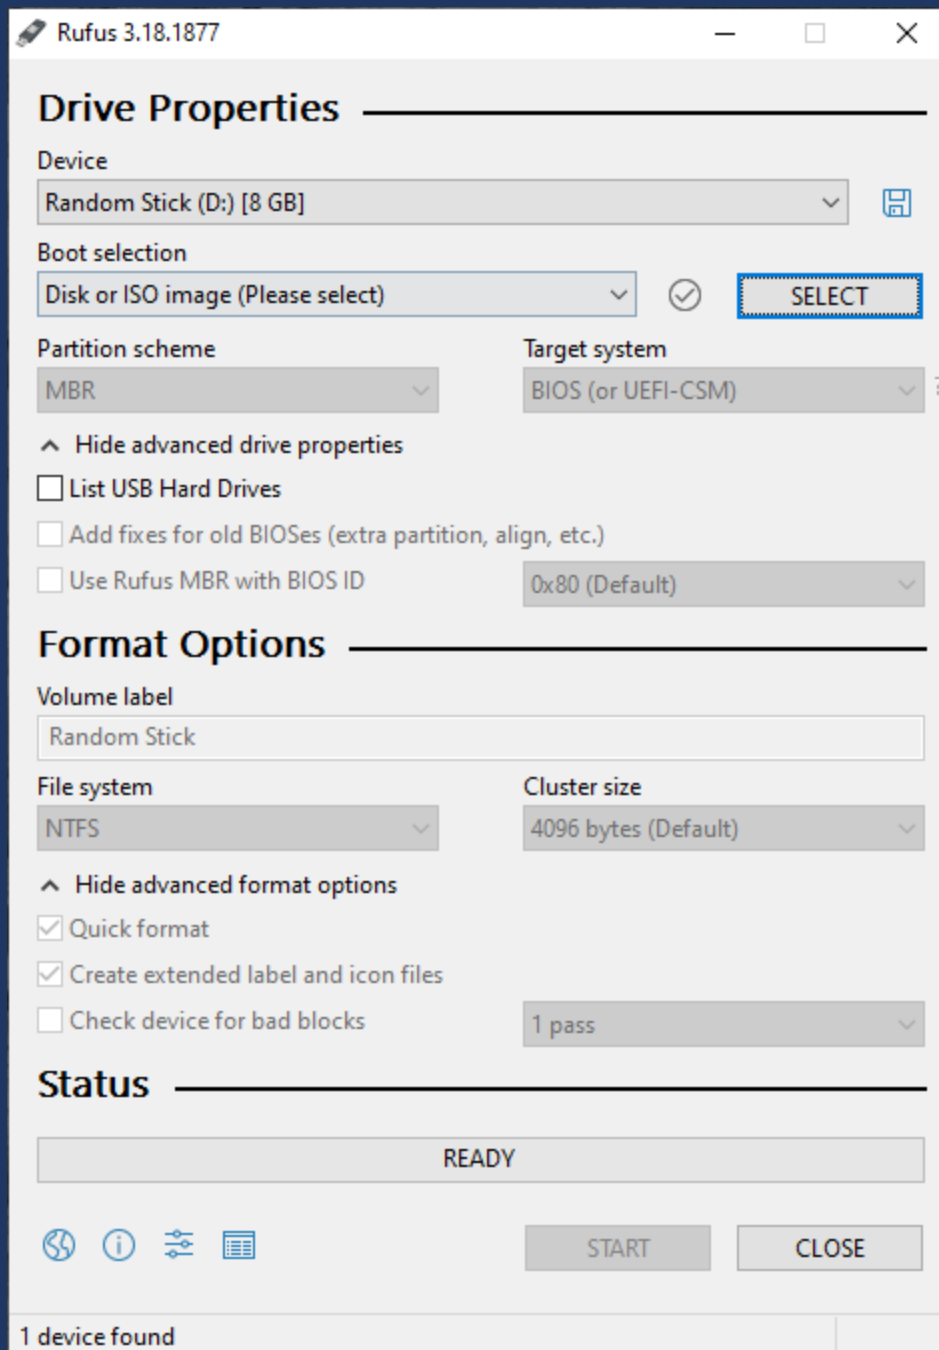 Rufus 3.18.1877
Drive Properties
Device
Random Stick (D:) [8 GB]
Boot selection
Disk or ISO image (Please select)
SELECT
Partition scheme
Target system
MBR
BIOS (or UEFI-CSM)
Hide advanced drive properties
List USB Hard Drives
Add fixes for old BIOSes (extra partition, align, etc.)
Use Rufus MBR with BIOS ID
0x80 (Default)
Format Options
Volume label
Random Stick
File system
Cluster size
NTFS
4096 bytes (Default)
Hide advanced format options
Quick format
Create extended label and icon files
Check device for bad blocks
1 pass
Status
READY
START
CLOSE
1 device found